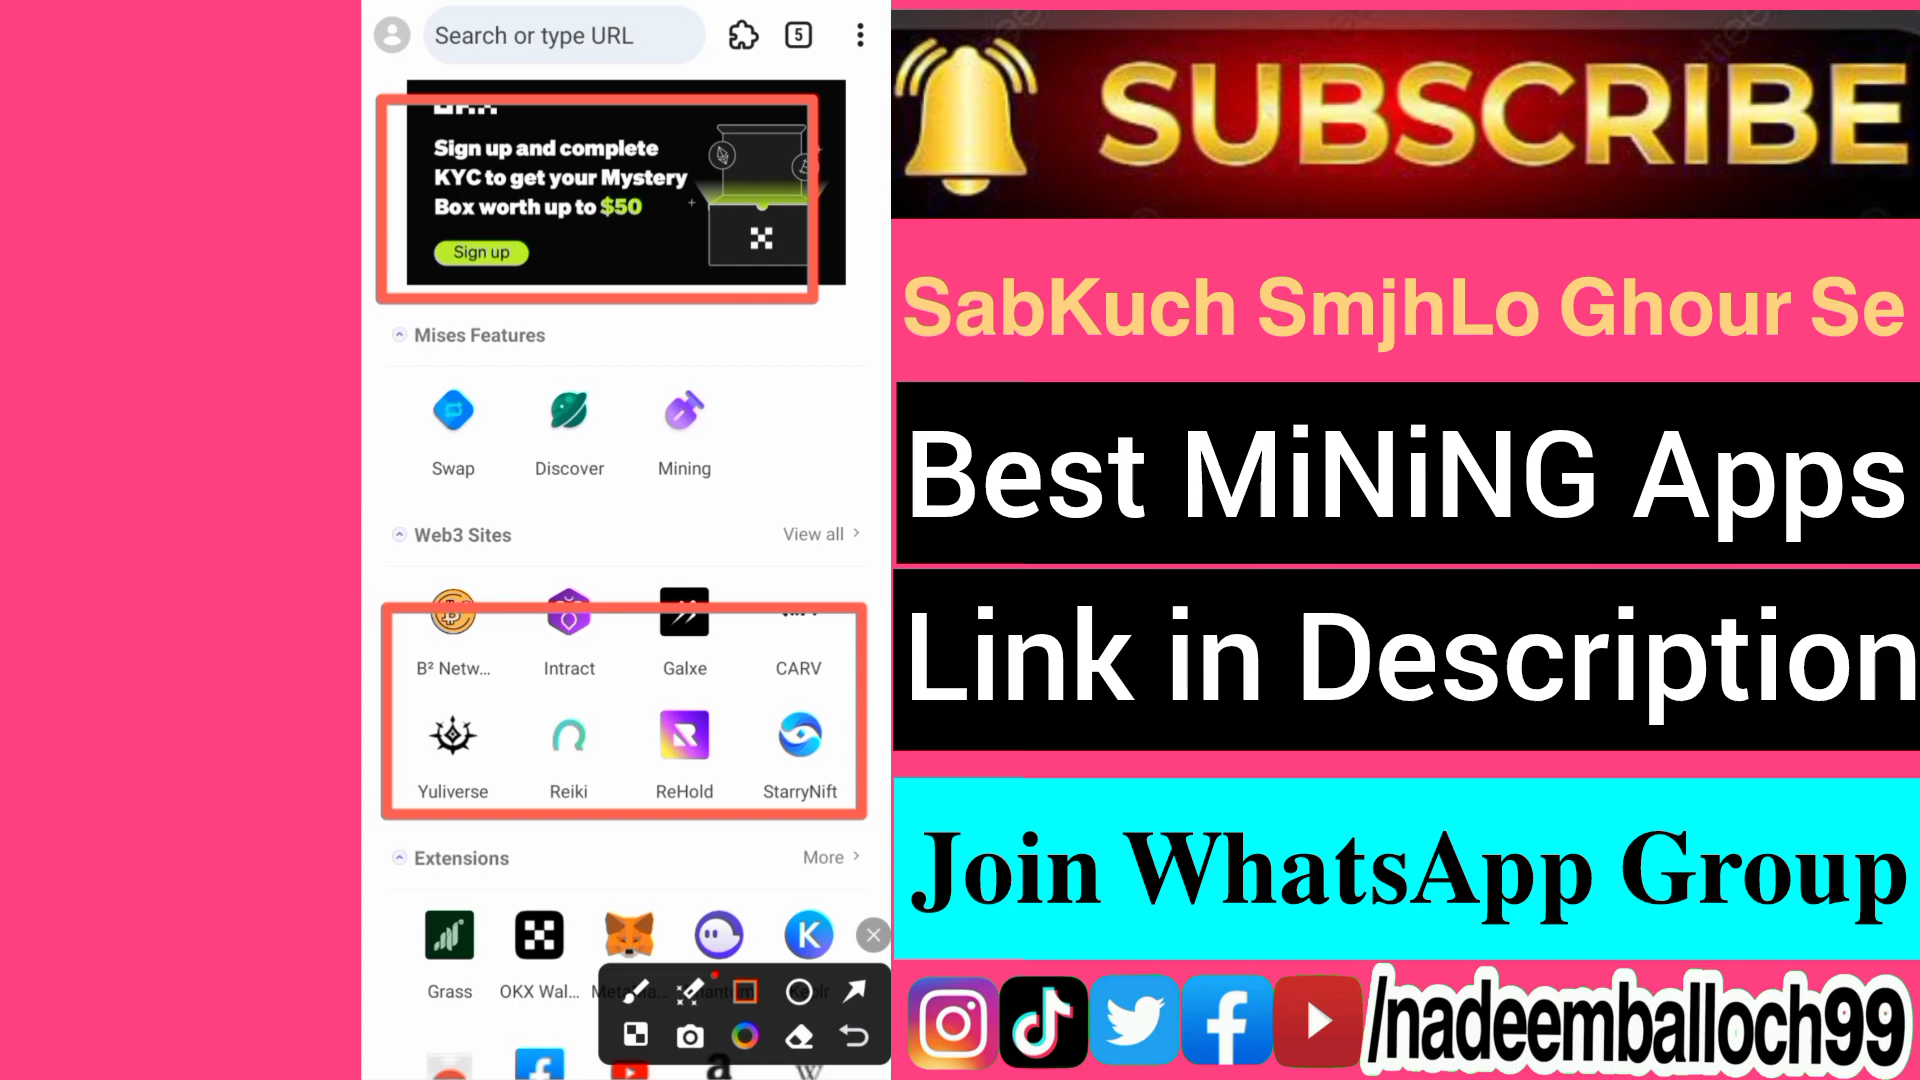 Search or type URL
5
Sign up and complete
KYC to get your Mystery
Box worth up to $50
Sign up
Mises Features
Swap
Discover
Mining
Web3 Sites
View all
B² Netw...
Intract
Galxe
CARV
Yuliverse
Reiki
ReHold
StarryNift
Extensions
More
Grass
OKX Wal...
SUBSCRIBE
SabKuch SmjhLo Ghour Se
Best MiNiNG Apps
Link in Description
Join WhatsApp Group
/nadeemballoch99